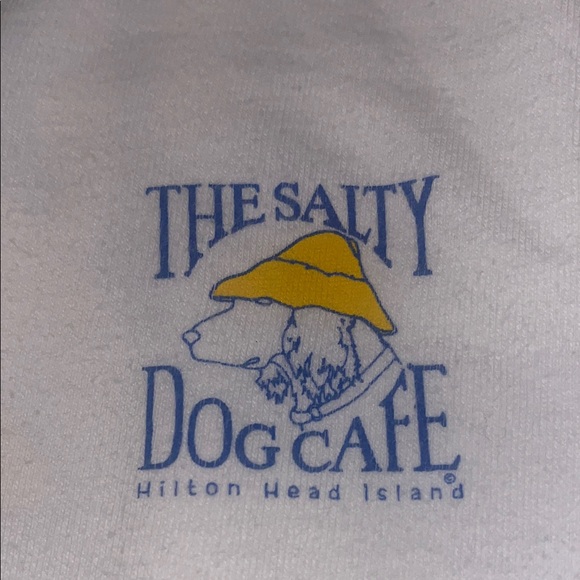 THE SALTY
DOG CAFE
©
Hilton Head Island